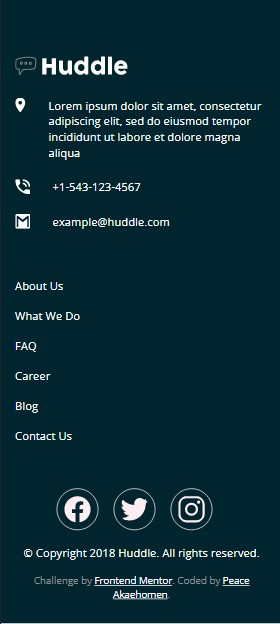 Huddle
Lorem ipsum dolor sit amet, consectetur
adipiscing elit, sed do eiusmod tempor
incididunt ut labore et dolore magna
aliqua
+1-543-123-4567
example@huddle.com
About Us
What We Do
FAQ
Career
Blog
Contact Us
© Copyright 2018 Huddle. All rights reserved.
Challenge by Frontend Mentor. Coded by Peace
Akaehomen.